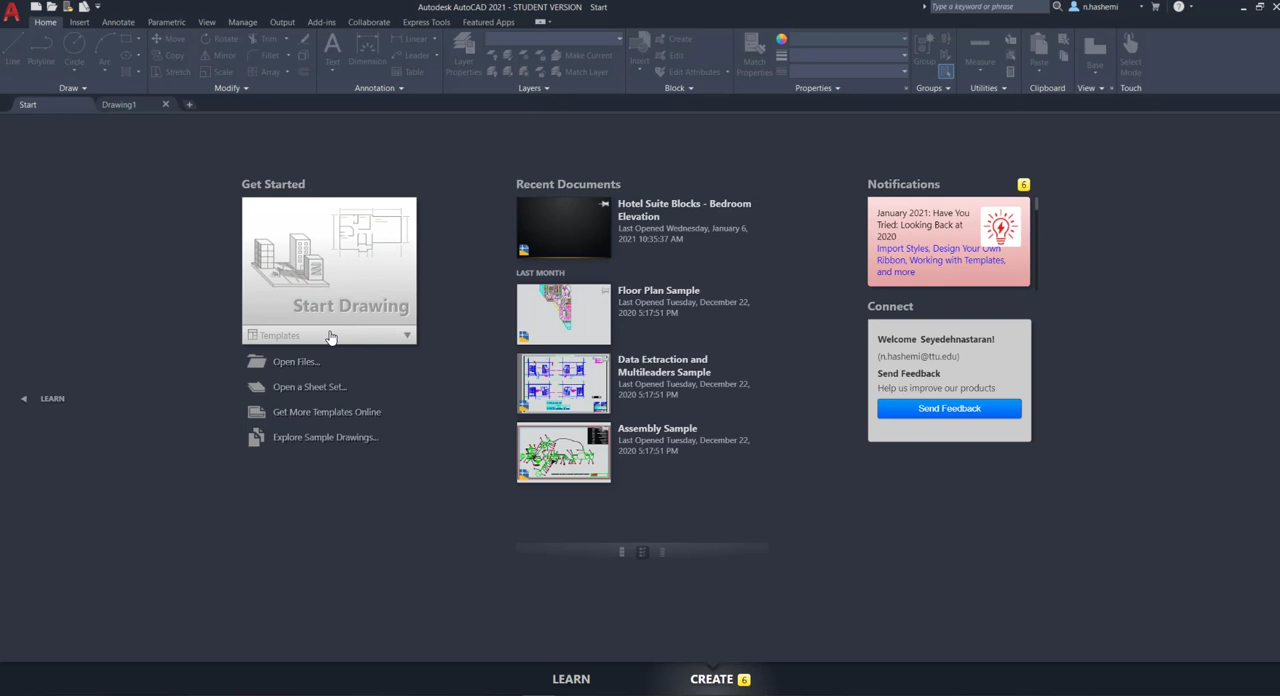 Autodesk AutoCAD 2021 - STUDENT VERSION Start
Type a keyword or phrase
n.hashemi
Home Insert Annotate Parametric View Manage Output Add-ins Collaborate Express Tools Featured Apps
Line Polyline Circle Arc
Move Rotate Trim
Copy Mirror Fillet
Stretch Scale Array
Text Dimension
Linear
Leader
Table
Layer
Properties
Make Current
Match Layer
Insert
Create
Edit
Edit Attributes
Match
Properties
Group
Measure
Paste
Base
Select
Mode
Draw Modify Annotation Layers Block Properties Groups Utilities Clipboard View Touch
Start Drawing1
Get Started
Start Drawing
Templates
Open Files...
Open a Sheet Set...
Get More Templates Online
Explore Sample Drawings...
LEARN
Recent Documents
Hotel Suite Blocks - Bedroom
Elevation
Last Opened Wednesday, January 6,
2021 10:35:37 AM
LAST MONTH
Floor Plan Sample
Last Opened Tuesday, December 22,
2020 5:17:51 PM
Data Extraction and
Multileaders Sample
Last Opened Tuesday, December 22,
2020 5:17:51 PM
Assembly Sample
Last Opened Tuesday, December 22,
2020 5:17:51 PM
Notifications 6
January 2021: Have You
Tried: Looking Back at
2020
Import Styles, Design Your Own
Ribbon, Working with Templates,
and more
Connect
Welcome Seyedehnastaran!
(n.hashemi@ttu.edu)
Send Feedback
Help us improve our products
Send Feedback
LEARN CREATE 6